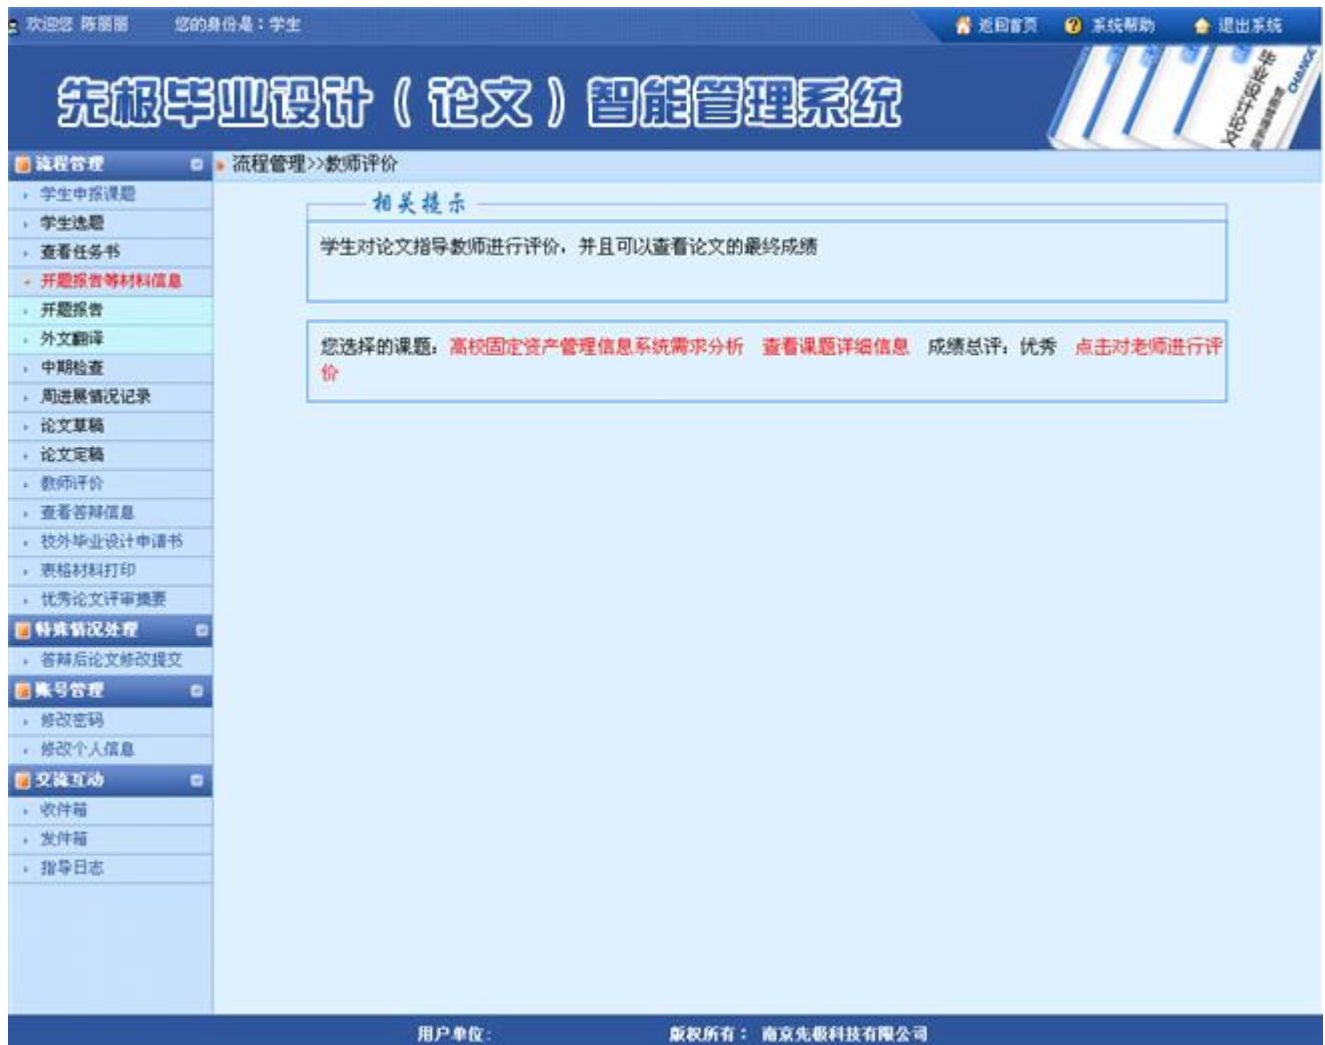 欢迎您 陈丽丽 您的身份是：学生 返回首页 系统帮助 退出系统
先极毕业设计（论文）智能管理系统
毕业设计论文
CHANGE
流程管理
流程管理>>教师评价
学生申报课题
学生选题
查看任务书
开题报告等材料信息
开题报告
外文翻译
中期检查
周进展情况记录
论文草稿
论文定稿
教师评价
查看答辩信息
校外毕业设计申请书
表格材料打印
优秀论文评审摘要
特殊情况处理
答辩后论文修改提交
账号管理
修改密码
修改个人信息
交流互动
收件箱
发件箱
指导日志
相关提示
学生对论文指导教师进行评价，并且可以查看论文的最终成绩
您选择的课题：高校固定资产管理信息系统需求分析 查看课题详细信息 成绩总评：优秀 点击对老师进行评
价
用户单位： 版权所有： 南京先极科技有限公司